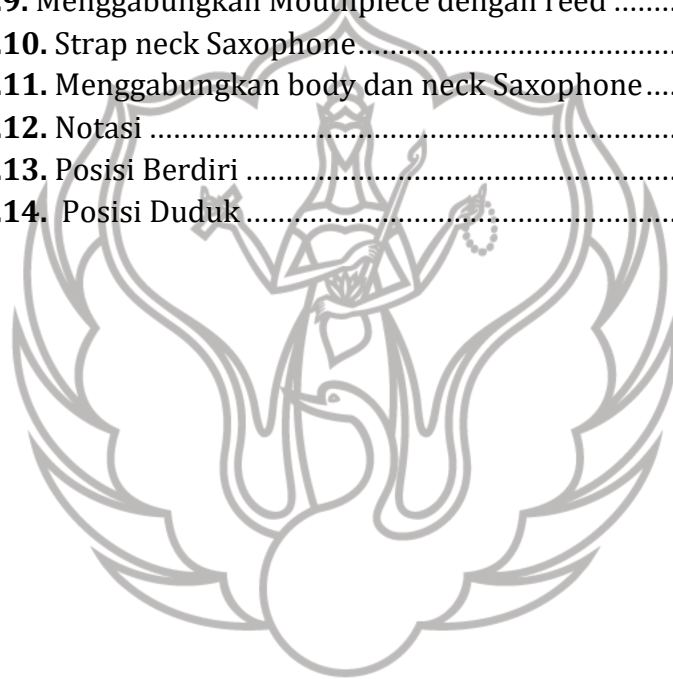 .9. Menggabungkan Mouthpiece dengan reed ........
.10. Strap neck Saxophone............................................
.11. Menggabungkan body dan neck Saxophone ....
.12. Notasi ..........................................................................
.13. Posisi Berdiri ............................................................
.14. Posisi Duduk ............................................................